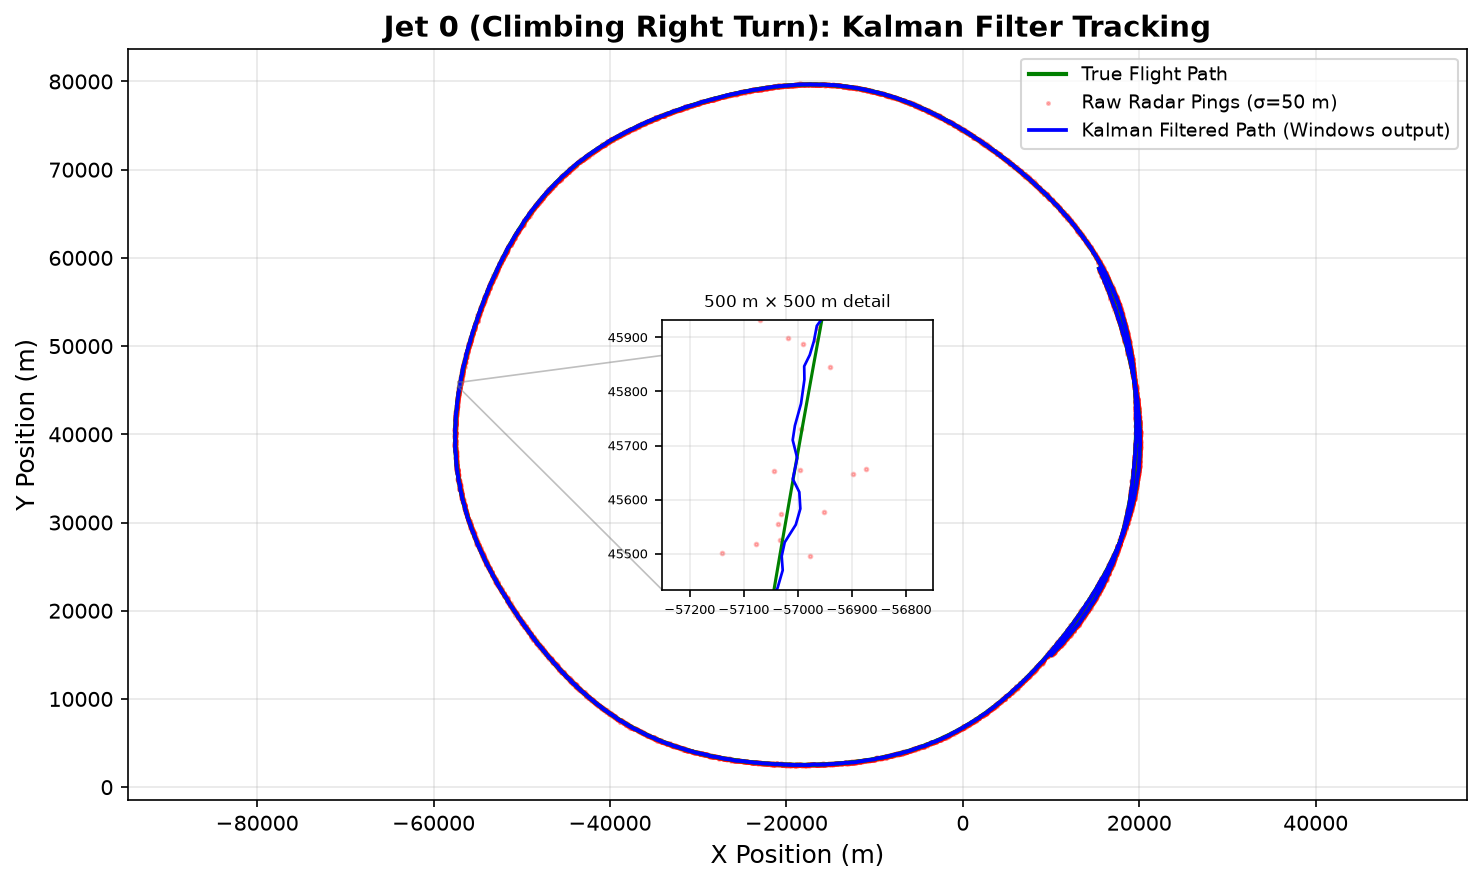 Jet 0 (Climbing Right Turn): Kalman Filter Tracking
True Flight Path
Raw Radar Pings (σ=50 m)
Kalman Filtered Path (Windows output)
80000
70000
60000
50000
40000
30000
20000
10000
0
Y Position (m)
500 m × 500 m detail
45900
45800
45700
45600
45500
−57200 −57100 −57000 −56900 −56800
−80000 −60000 −40000 −20000 0 20000 40000
X Position (m)